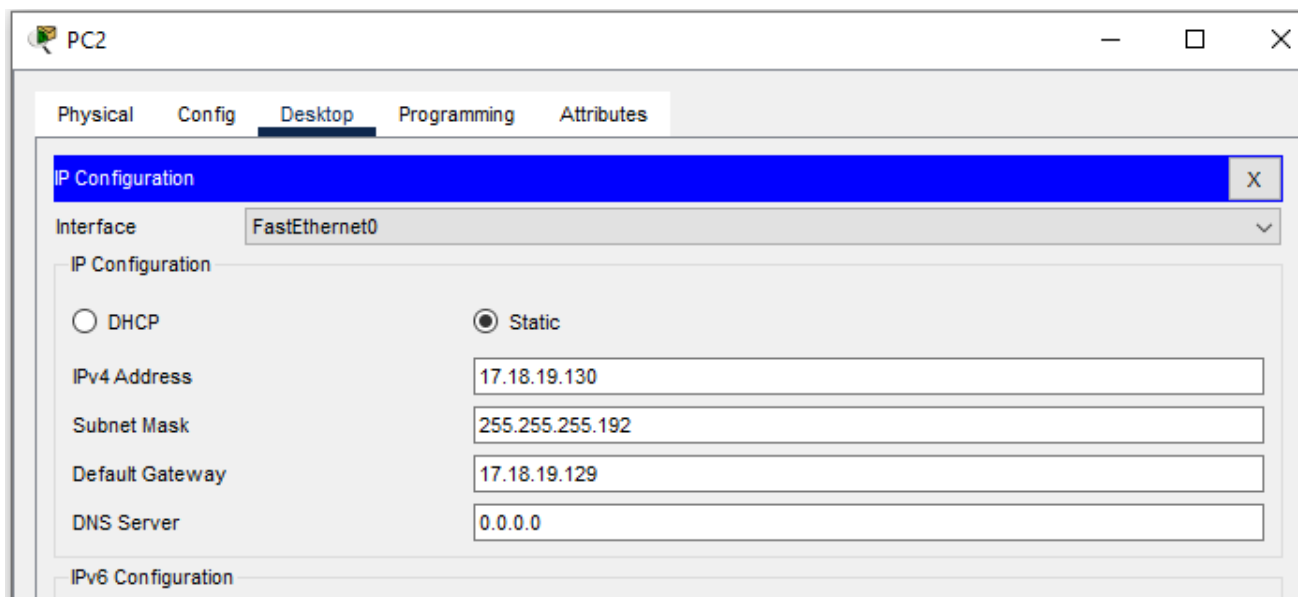 PC2
Physical Config Desktop Programming Attributes
IP Configuration X
Interface FastEthernet0
IP Configuration
DHCP Static
IPv4 Address 17.18.19.130
Subnet Mask 255.255.255.192
Default Gateway 17.18.19.129
DNS Server 0.0.0.0
IPv6 Configuration